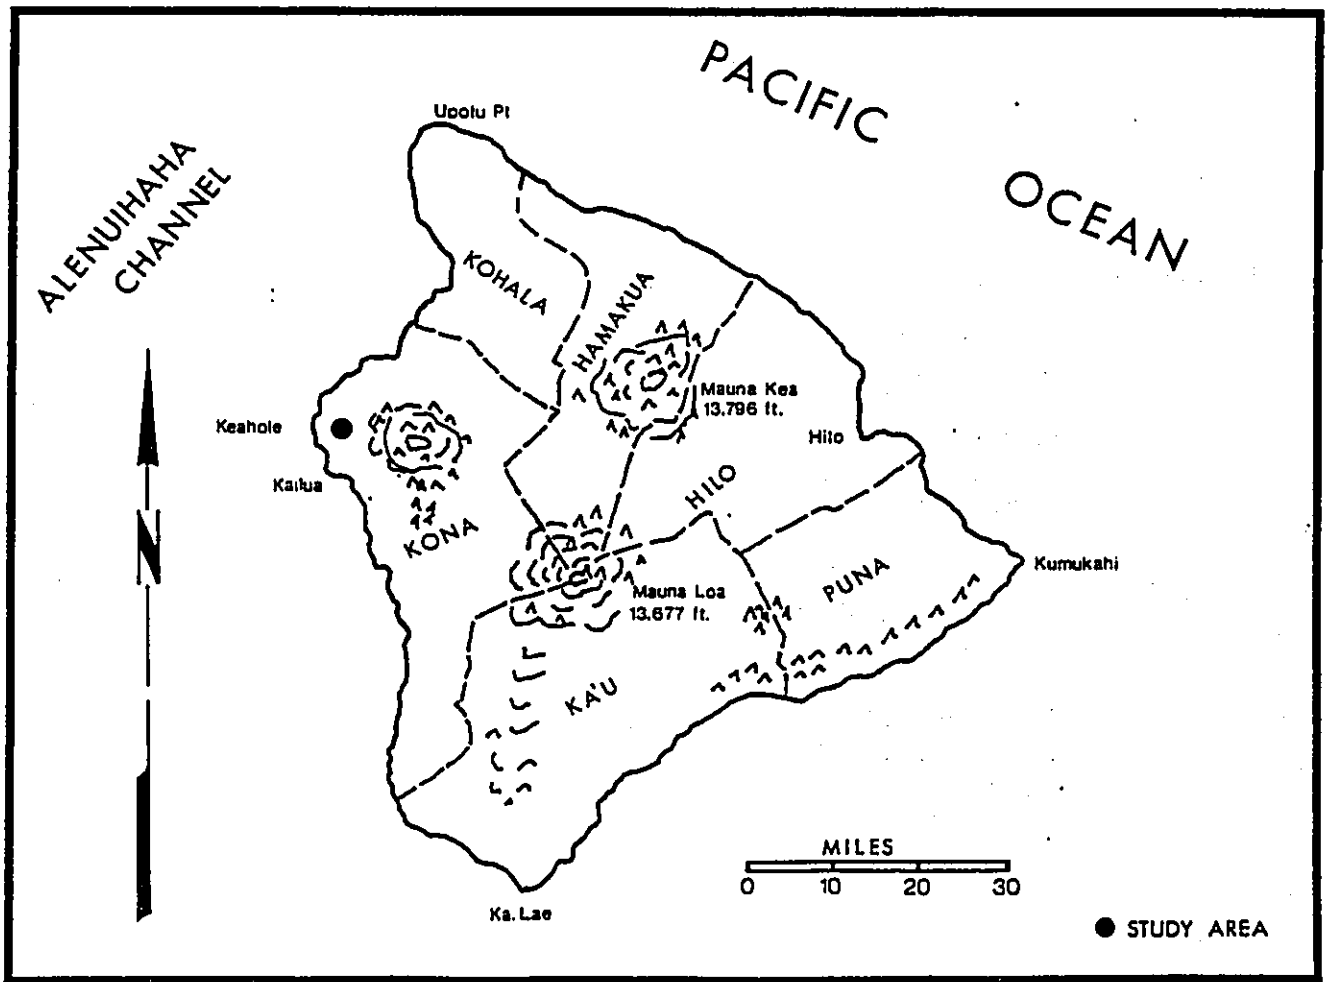 PACIFIC
OCEAN
Upolu Pt
ALENUIHAHA
CHANNEL
KOHALA
HAMAKUA
Mauna Kea
13.796 ft.
Keahole
Hilo
Kailua
HILO
KONA
N
Kumukahi
PUNA
Mauna Loa
13.677 ft.
KA'U
MILES
0 10 20 30
Ka. Lae
STUDY AREA